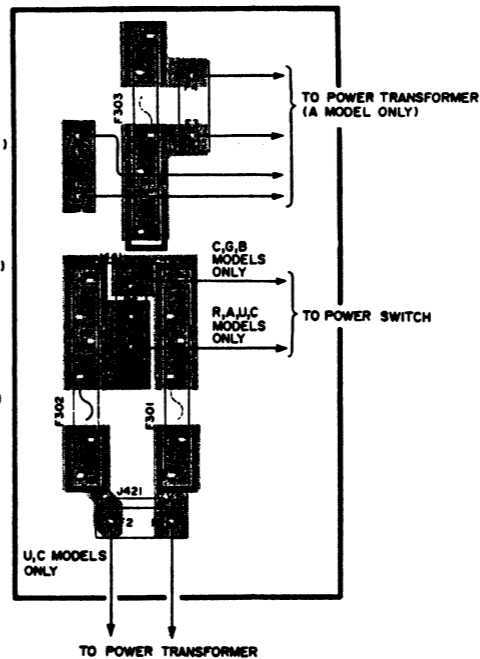 F303
TO POWER TRANSFORMER
(A MODEL ONLY)
C,G,B
MODELS
ONLY
R,A,U,C
MODELS
ONLY
TO POWER SWITCH
F302
F301
J421
U,C MODELS
ONLY
TO POWER TRANSFORMER